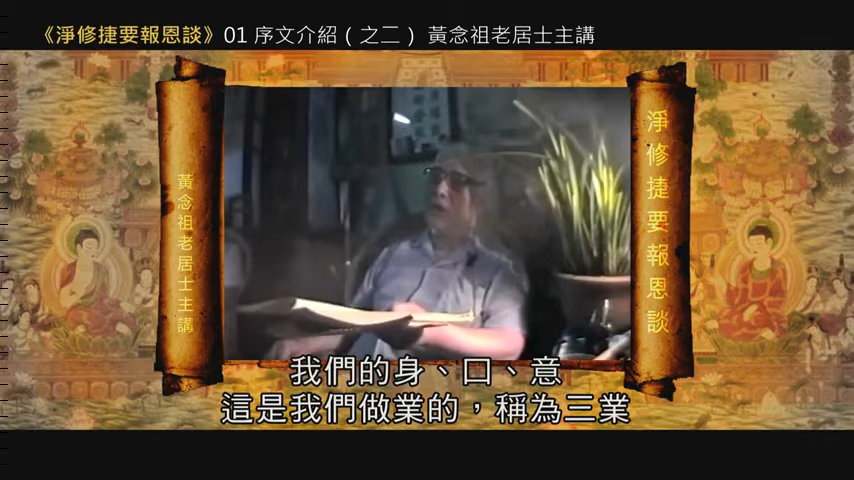 《淨修捷要報恩談》01 序文介紹（之二） 黃念祖老居士主講
淨修捷要報恩談
黃念祖老居士主講
我們的身、口、意
這是我們做業的，稱為三業